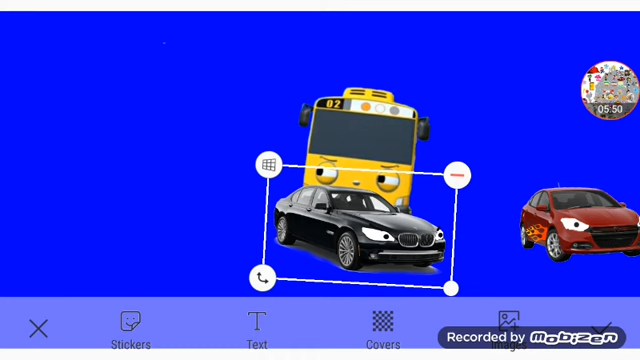 02
05:50
Stickers
Text
Covers
Images
Recorded by mobizen